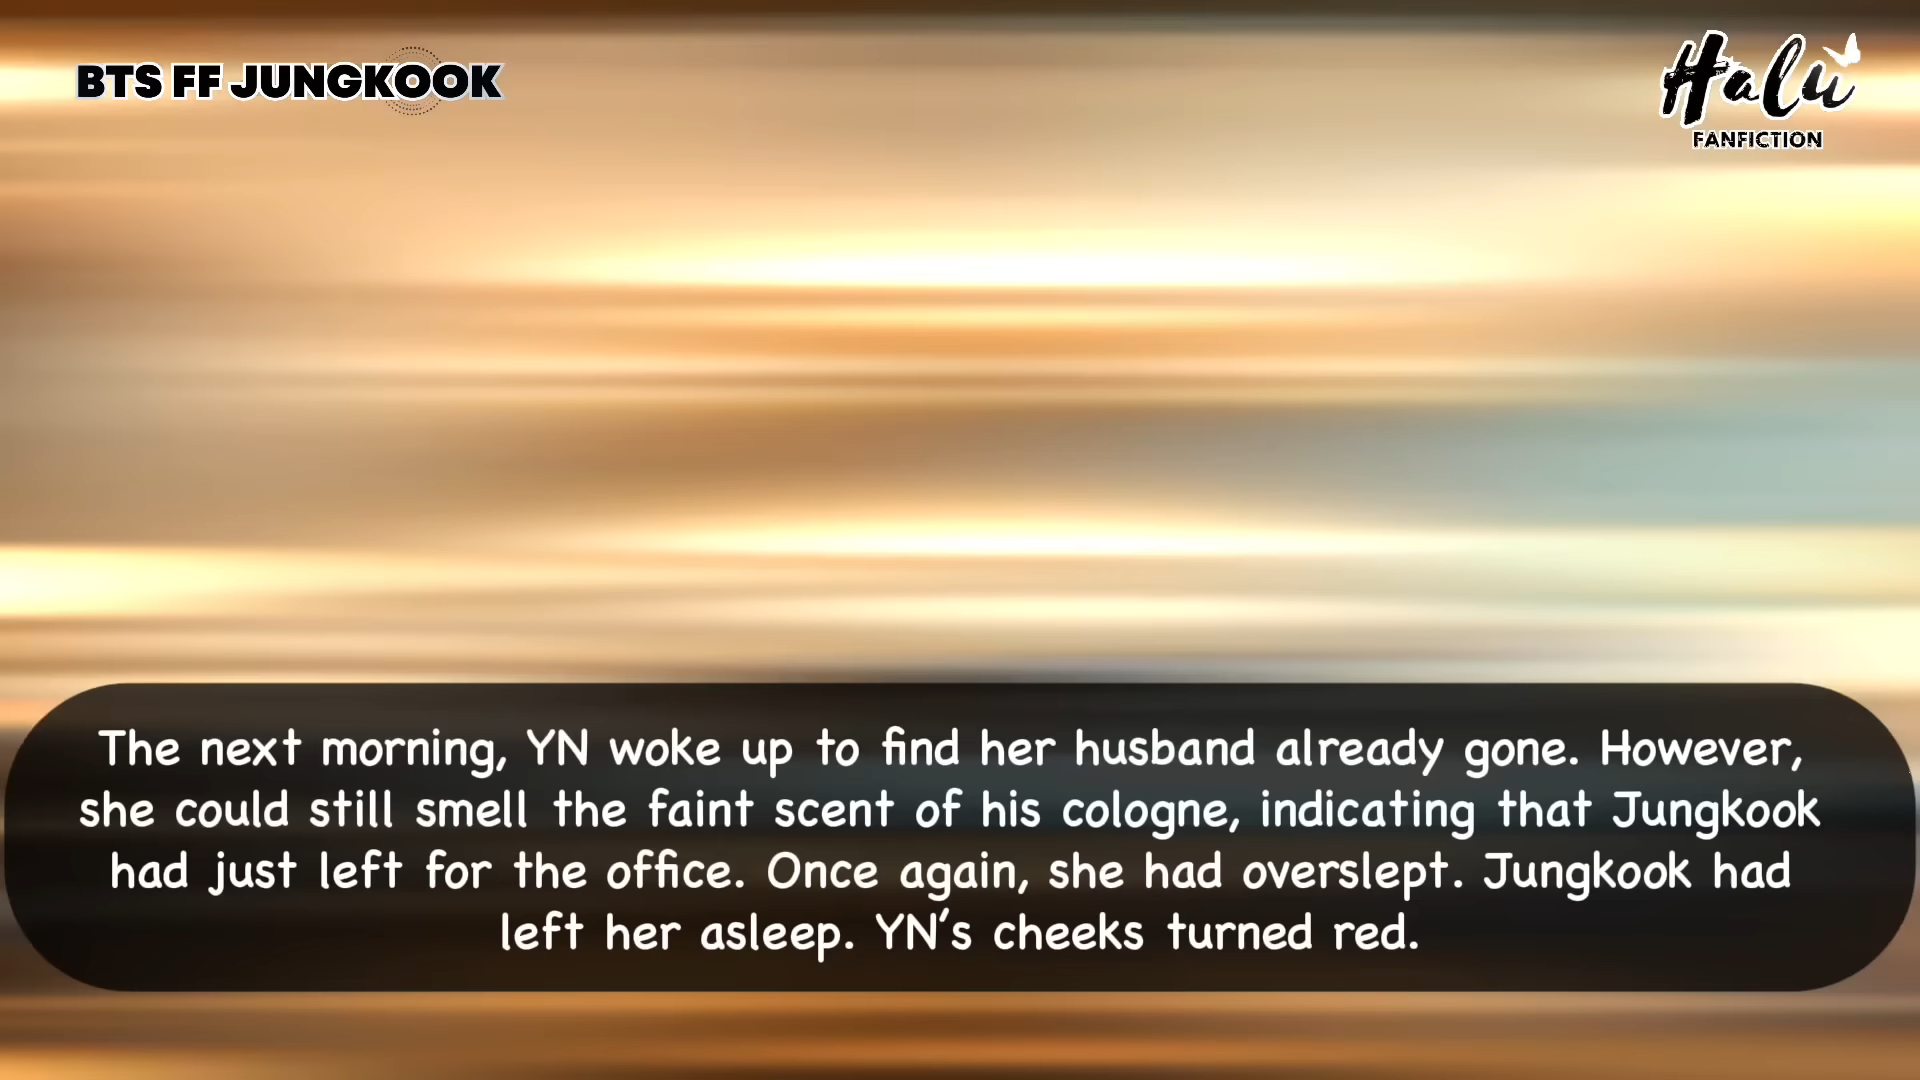 BTS FF JUNGKOOK
Halu
FANFICTION
The next morning, YN woke up to find her husband already gone. However,
she could still smell the faint scent of his cologne, indicating that Jungkook
had just left for the office. Once again, she had overslept. Jungkook had
left her asleep. YN's cheeks turned red.